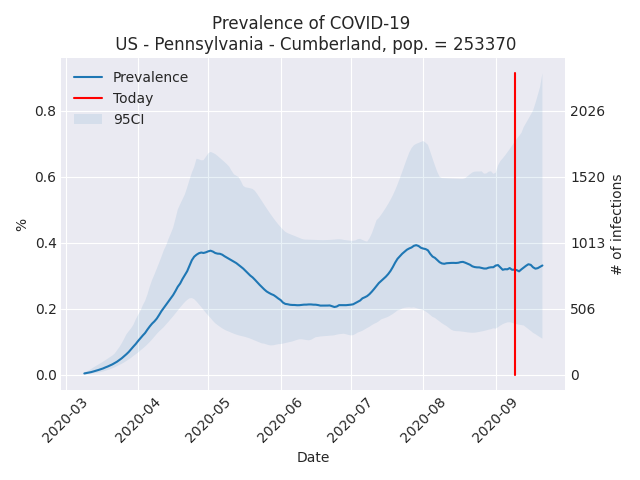 Prevalence of COVID-19
US - Pennsylvania - Cumberland, pop. = 253370
Prevalence
Today
95CI
0.8
0.6
0.4
0.2
0.0
%
2026
1520
1013
506
0
# of infections
2020-03
2020-04
2020-05
2020-06
2020-07
2020-08
2020-09
Date